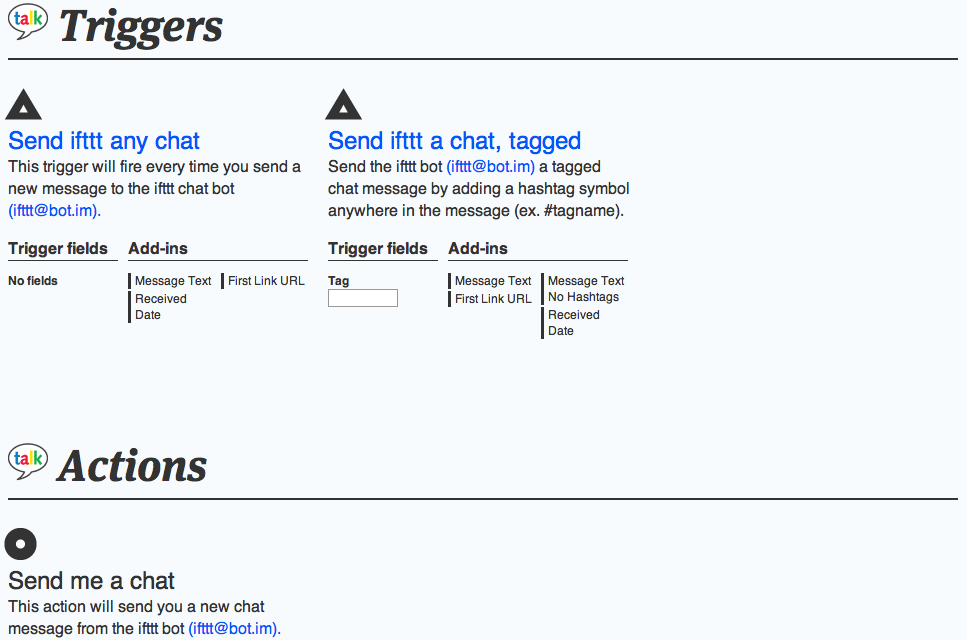 talk Triggers
Send ifttt any chat
This trigger will fire every time you send a
new message to the ifttt chat bot
(ifttt@bot.im).
Trigger fields Add-ins
No fields Message Text First Link URL
Received
Date
Send ifttt a chat, tagged
Send the ifttt bot (ifttt@bot.im) a tagged
chat message by adding a hashtag symbol
anywhere in the message (ex. #tagname).
Trigger fields Add-ins
Tag Message Text Message Text
No Hashtags
First Link URL Received
Date
talk Actions
Send me a chat
This action will send you a new chat
message from the ifttt bot (ifttt@bot.im).